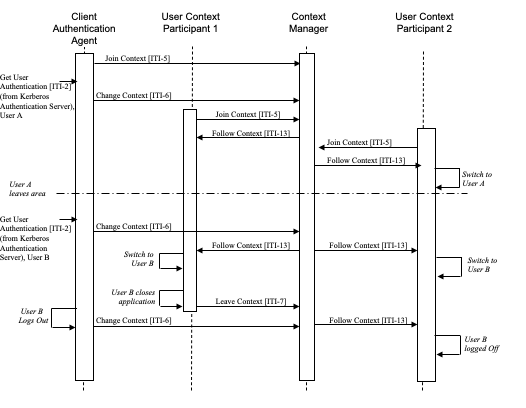 Client
Authentication
Agent
User Context
Participant 1
Context
Manager
User Context
Participant 2
Join Context [ITI-5]
Get User
Authentication [ITI-2]
(from Kerberos
Authentication Server),
User A
Change Context [ITI-6]
Join Context [ITI-5]
Follow Context [ITI-13]
Join Context [ITI-5]
Follow Context [ITI-13]
Switch to
User A
User A
leaves area
Get User
Authentication [ITI-2]
(from Kerberos
Authentication
Server), User B
Change Context [ITI-6]
Follow Context [ITI-13]
Follow Context [ITI-13]
Switch to
User B
Switch to
User B
User B closes
application
Leave Context [ITI-7]
User B
Logs Out
Change Context [ITI-6]
Follow Context [ITI-13]
User B
logged Off